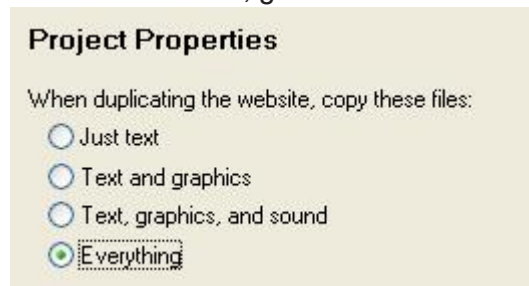 Project Properties
When duplicating the website, copy these files:
Just text
Text and graphics
Text, graphics, and sound
Everything